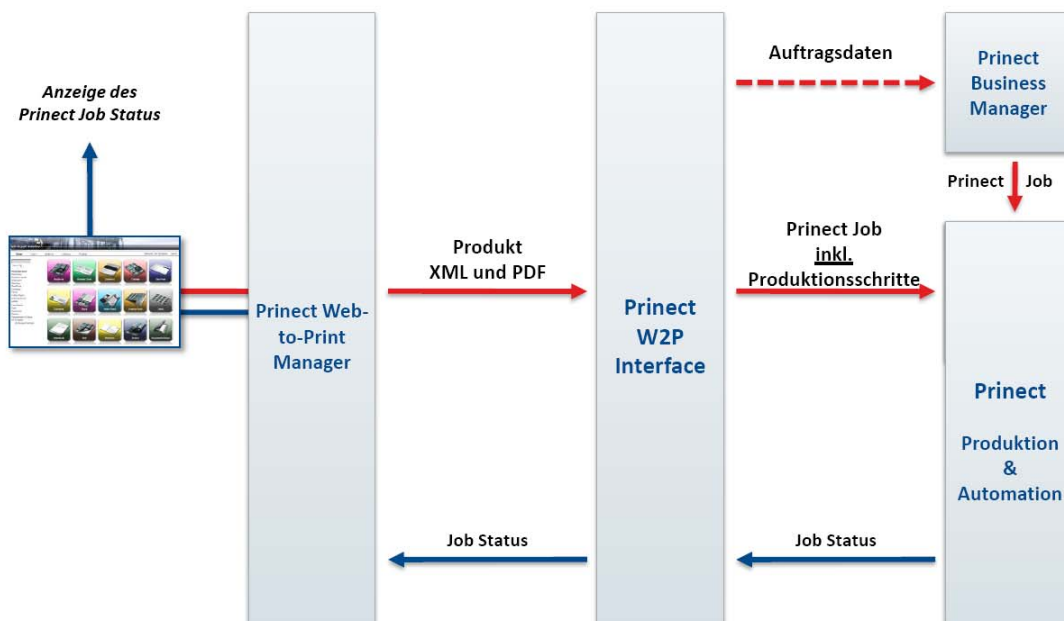 Auftragsdaten
Prinect
Business
Manager
Anzeige des
Prinect Job Status
Prinect Job
Produkt
XML und PDF
Prinect Job
inkl.
Produktionsschritte
Prinect Web-
to-Print
Manager
Prinect
W2P
Interface
Prinect
Produktion
&
Automation
Job Status
Job Status